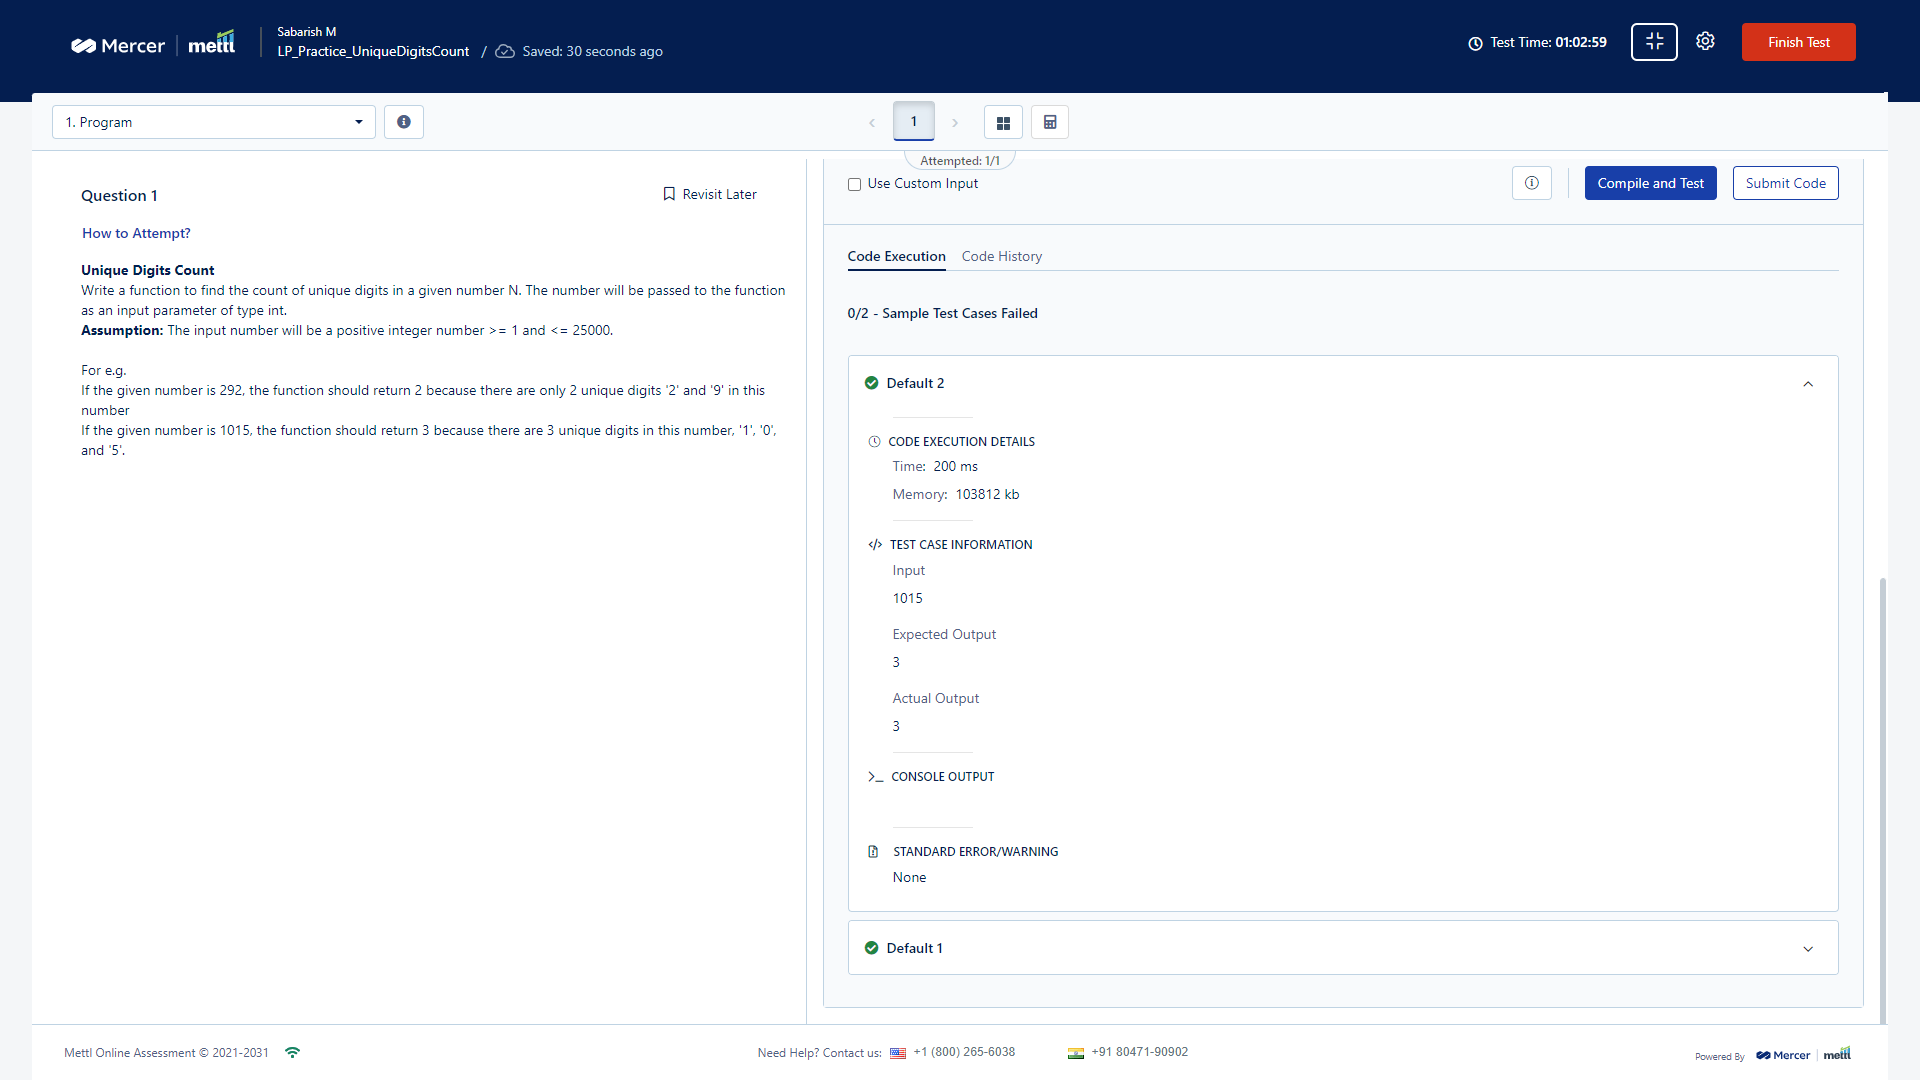 Mercer mettl
Sabarish M
LP_Practice_UniqueDigitsCount / Saved: 30 seconds ago
Test Time: 01:02:59
Finish Test
1. Program
1
Attempted: 1/1
Question 1
Revisit Later
How to Attempt?
Unique Digits Count
Write a function to find the count of unique digits in a given number N. The number will be passed to the function
as an input parameter of type int.
Assumption: The input number will be a positive integer number >= 1 and <= 25000.
For e.g.
If the given number is 292, the function should return 2 because there are only 2 unique digits '2' and '9' in this
number
If the given number is 1015, the function should return 3 because there are 3 unique digits in this number, '1', '0',
and '5'.
Use Custom Input
Compile and Test
Submit Code
Code Execution
Code History
0/2 - Sample Test Cases Failed
Default 2
CODE EXECUTION DETAILS
Time: 200 ms
Memory: 103812 kb
</> TEST CASE INFORMATION
Input
1015
Expected Output
3
Actual Output
3
>_ CONSOLE OUTPUT
STANDARD ERROR/WARNING
None
Default 1
Mettl Online Assessment © 2021-2031
Need Help? Contact us: +1 (800) 265-6038
+91 80471-90902
Powered By Mercer mettl